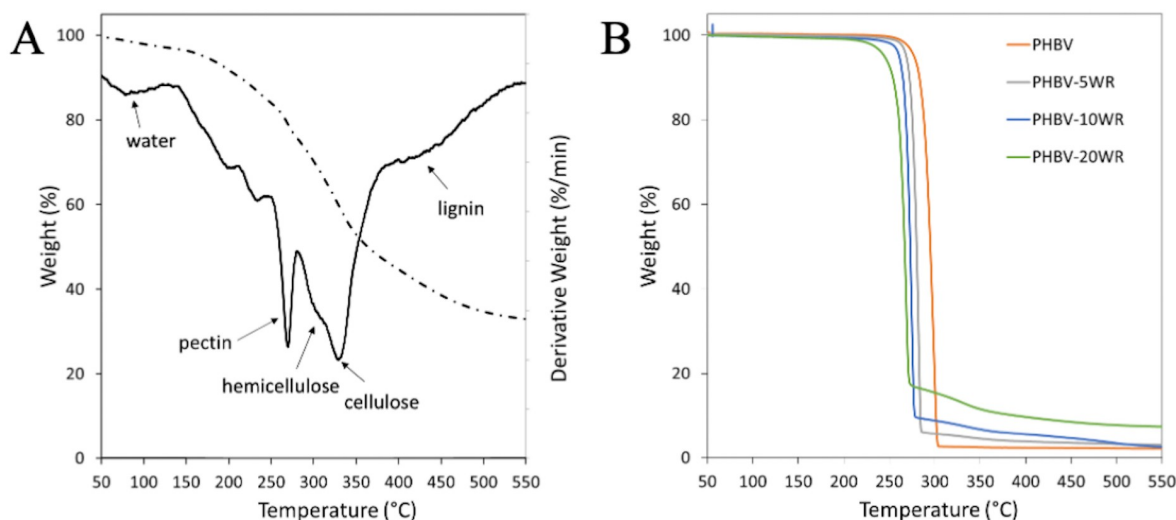 A
100
80
60
40
20
0
Weight (%)
water
pectin
hemicellulose
cellulose
lignin
Derivative Weight (%/min)
50 100 150 200 250 300 350 400 450 500 550
Temperature (°C)
B
100
80
60
40
20
0
Weight (%)
PHBV
PHBV-5WR
PHBV-10WR
PHBV-20WR
50 100 150 200 250 300 350 400 450 500 550
Temperature (°C)